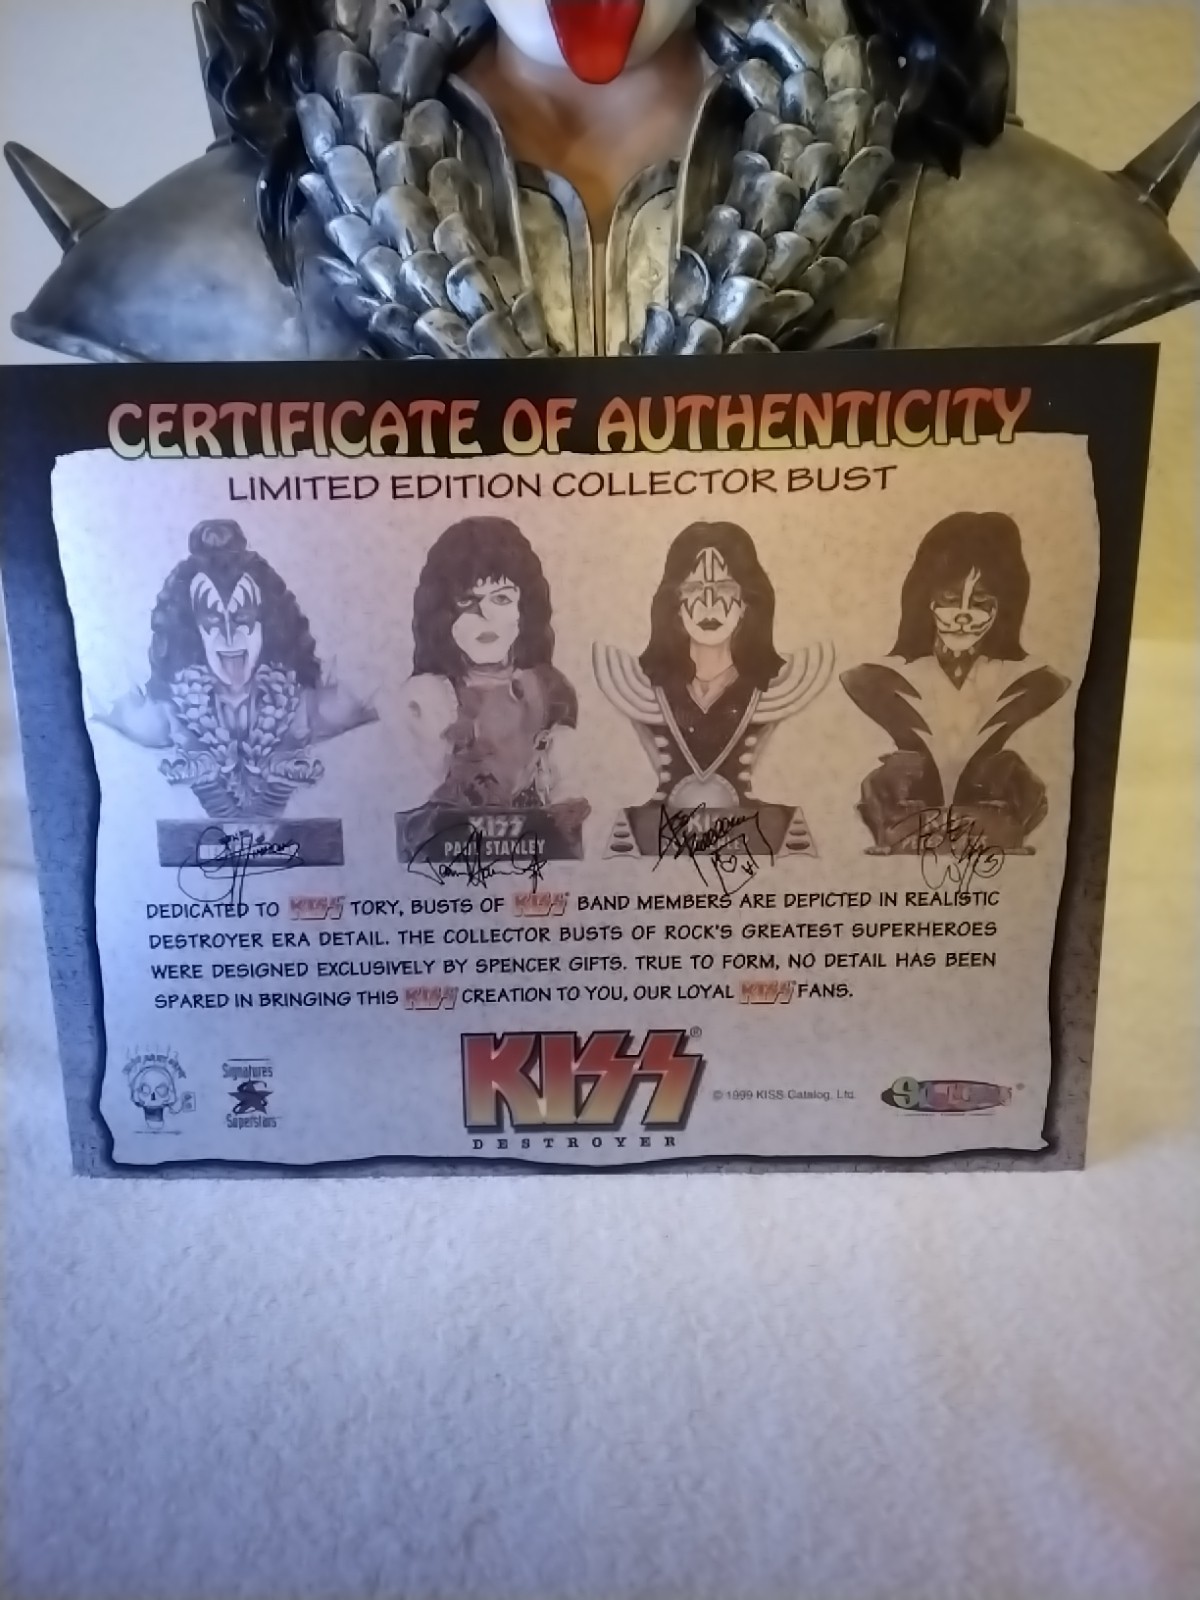 CERTIFICATE OF AUTHENTICITY
LIMITED EDITION COLLECTOR BUST
KISS
PAUL STANLEY
DEDICATED TO KISS TORY, BUSTS OF KISS BAND MEMBERS ARE DEPICTED IN REALISTIC
DESTROYER ERA DETAIL. THE COLLECTOR BUSTS OF ROCK'S GREATEST SUPERHEROES
WERE DESIGNED EXCLUSIVELY BY SPENCER GIFTS. TRUE TO FORM, NO DETAIL HAS BEEN
SPARED IN BRINGING THIS KISS CREATION TO YOU, OUR LOYAL KISS FANS.
Signatures
Superstars
KISS®
DESTROYER
© 1999 KISS Catalog, Ltd.